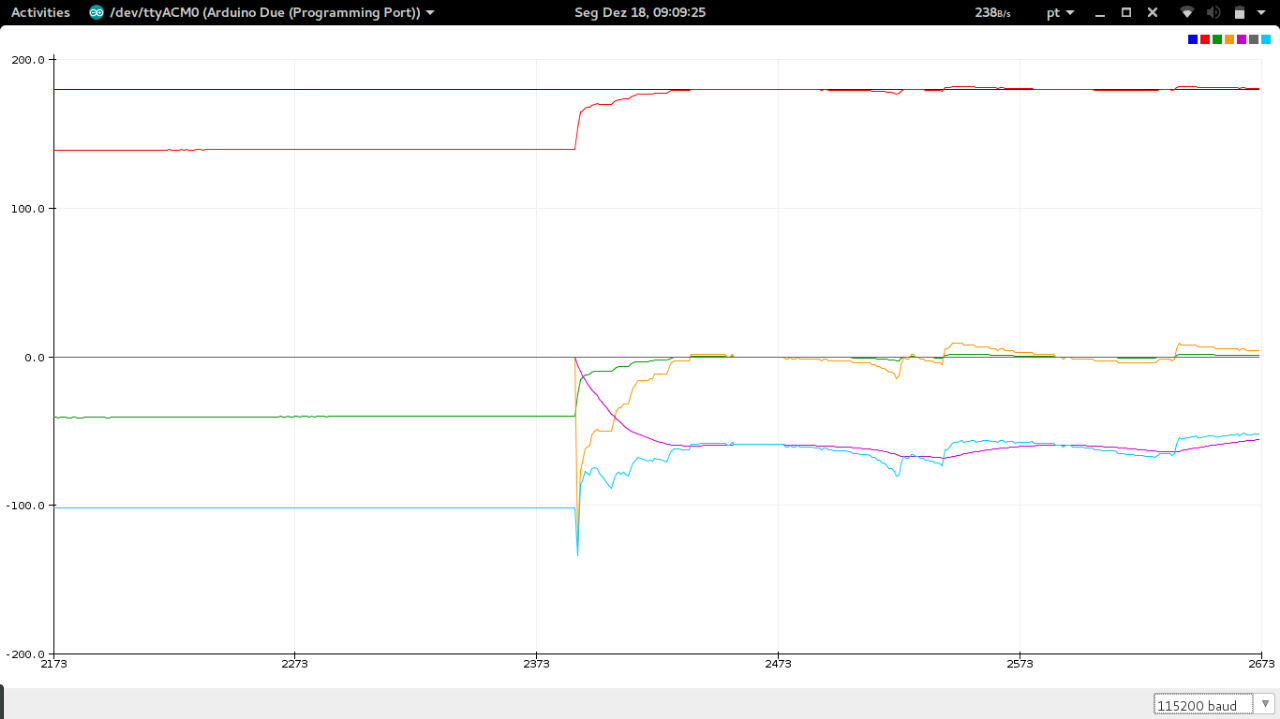 Activities /dev/ttyACM0 (Arduino Due (Programming Port)) Seg Dez 18, 09:09:25 238B/s pt
200.0
100.0
0.0
-100.0
-200.0
2173 2273 2373 2473 2573 2673
115200 baud